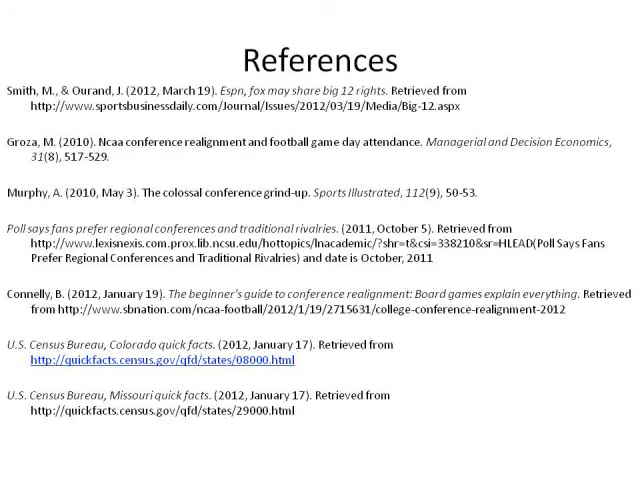 References
Smith, M., & Ourand, J. (2012, March 19). Espn, fox may share big 12 rights. Retrieved from
http://www.sportsbusinessdaily.com/Journal/Issues/2012/03/19/Media/Big-12.aspx
Groza, M. (2010). Ncaa conference realignment and football game day attendance. Managerial and Decision Economics,
31(8), 517-529.
Murphy, A. (2010, May 3). The colossal conference grind-up. Sports Illustrated, 112(9), 50-53.
Poll says fans prefer regional conferences and traditional rivalries. (2011, October 5). Retrieved from
http://www.lexisnexis.com.prox.lib.ncsu.edu/hottopics/lnacademic/?shr=t&csi=338210&sr=HLEAD(Poll Says Fans
Prefer Regional Conferences and Traditional Rivalries) and date is October, 2011
Connelly, B. (2012, January 19). The beginner's guide to conference realignment: Board games explain everything. Retrieved
from http://www.sbnation.com/ncaa-football/2012/1/19/2715631/college-conference-realignment-2012
U.S. Census Bureau, Colorado quick facts. (2012, January 17). Retrieved from
http://quickfacts.census.gov/qfd/states/08000.html
U.S. Census Bureau, Missouri quick facts. (2012, January 17). Retrieved from
http://quickfacts.census.gov/qfd/states/29000.html